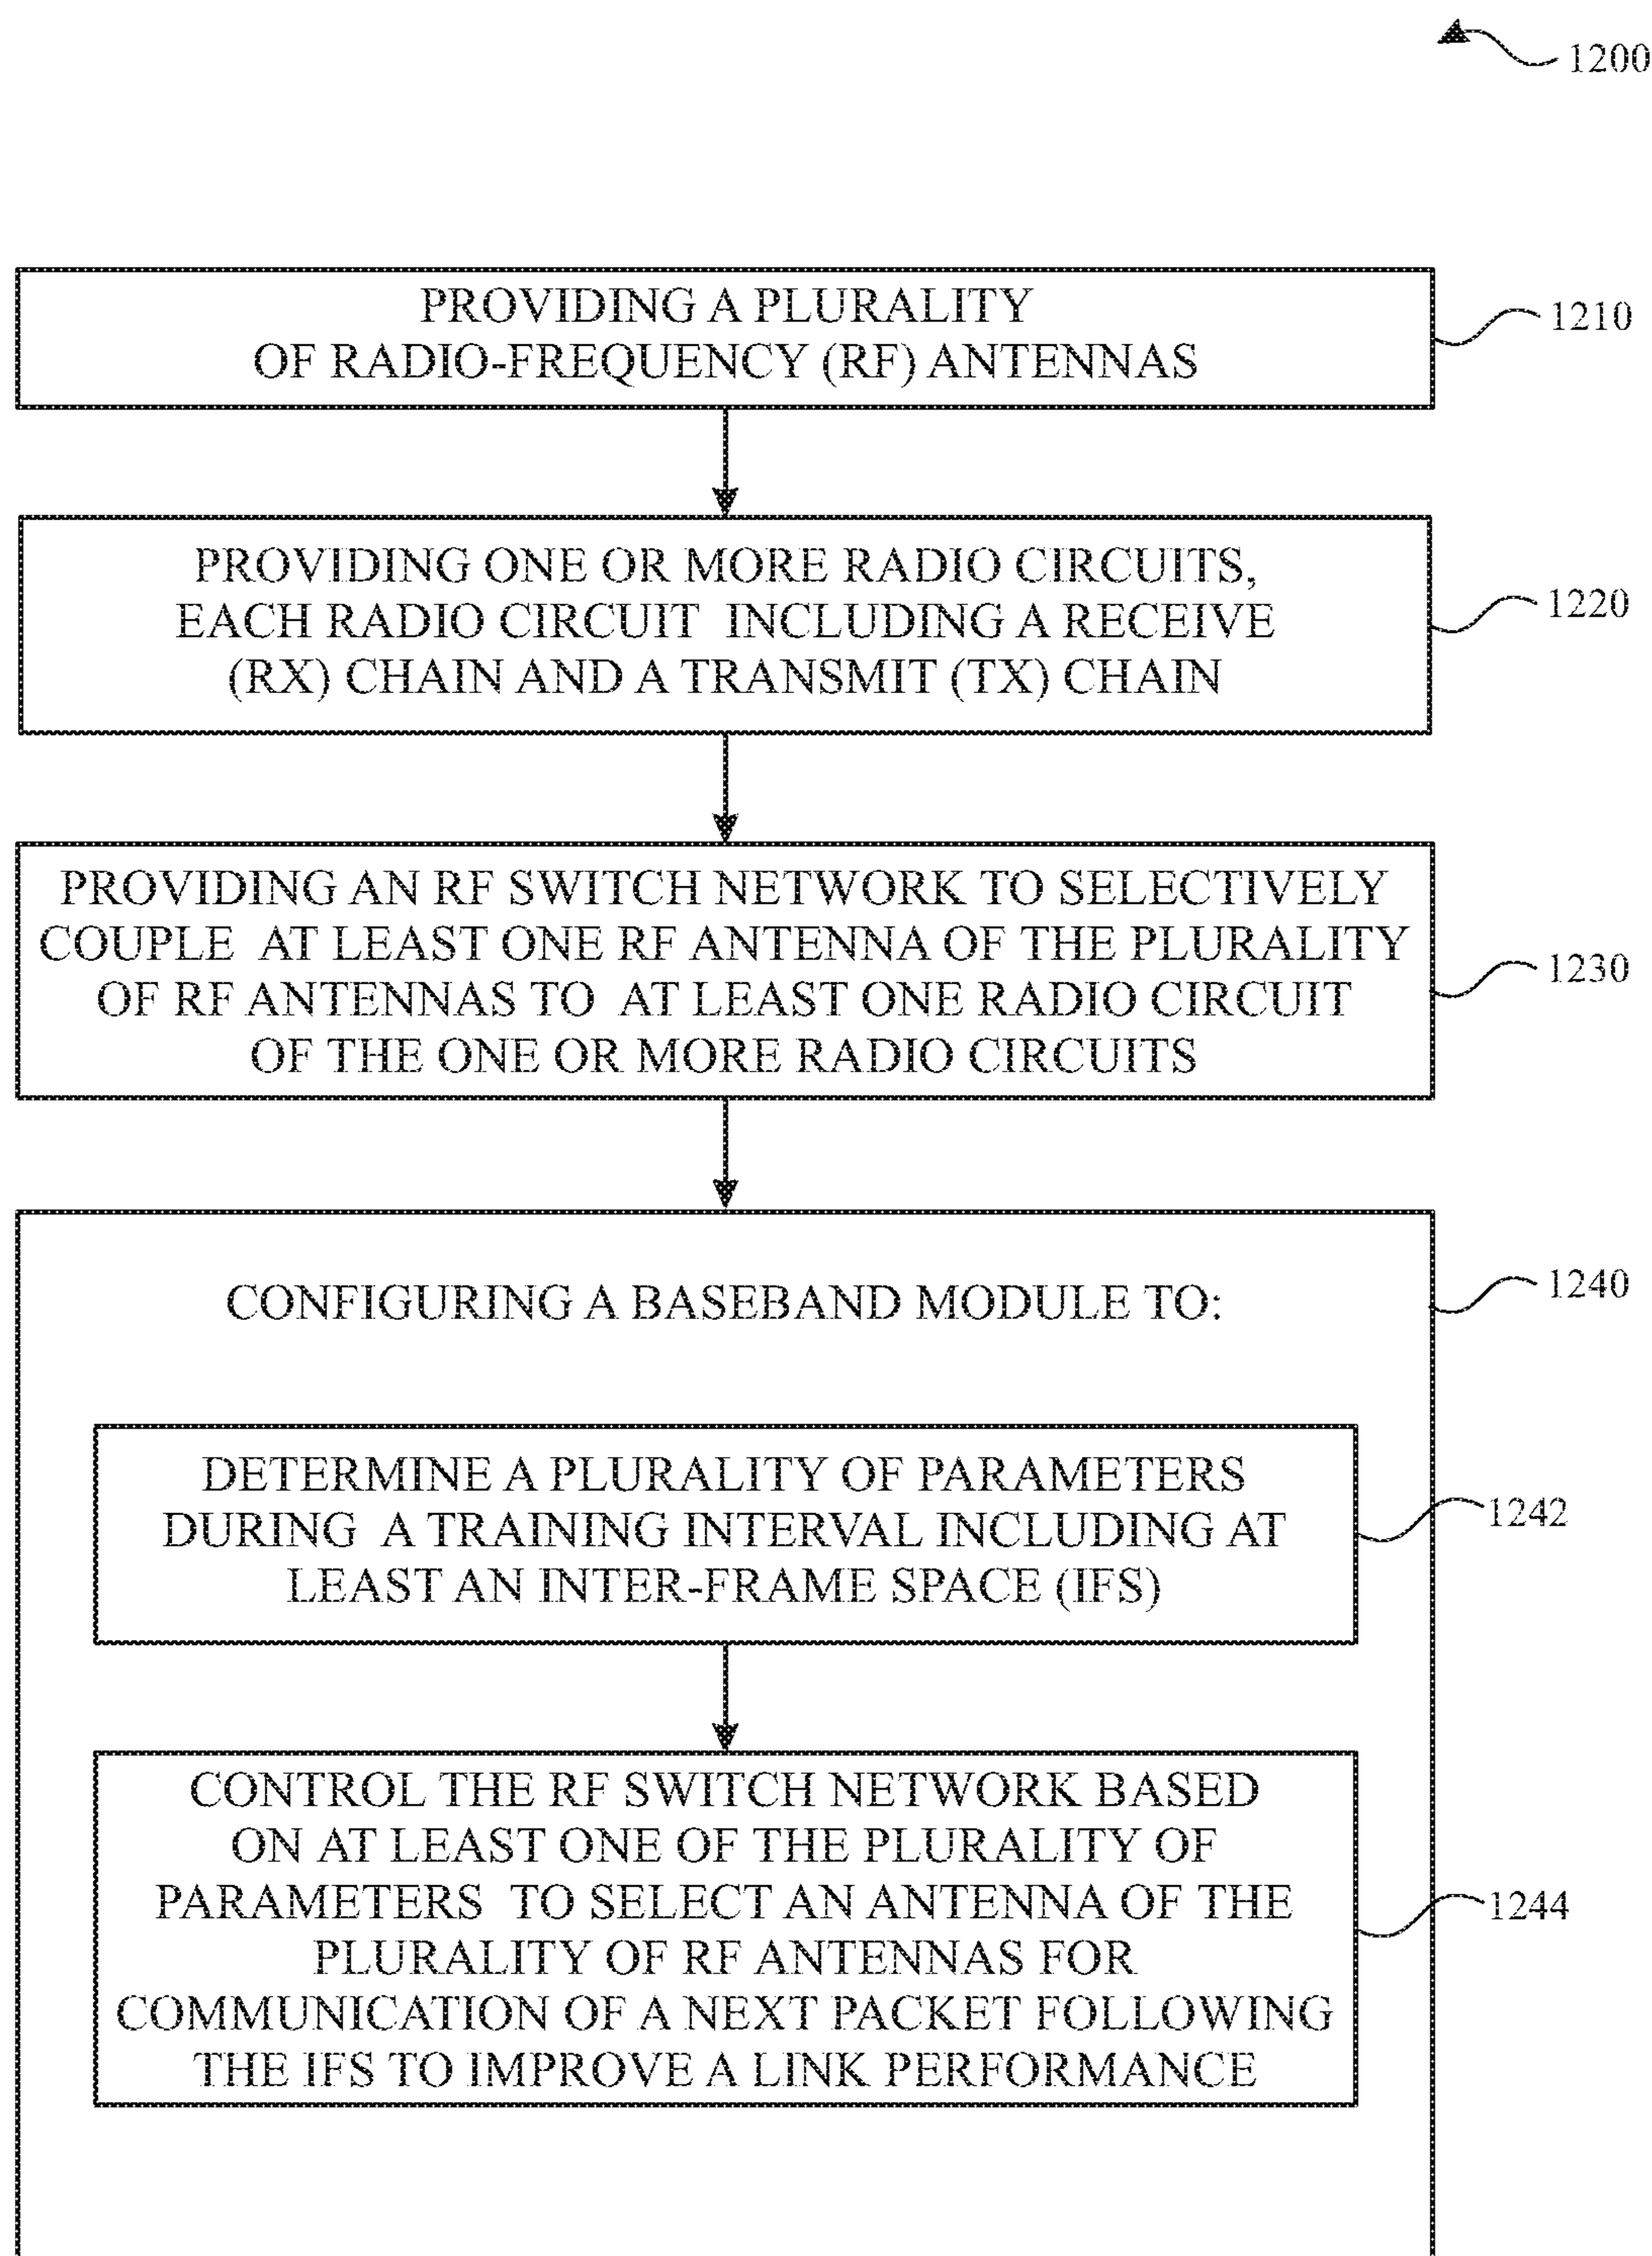 1200
PROVIDING A PLURALITY
OF RADIO-FREQUENCY (RF) ANTENNAS
1210
PROVIDING ONE OR MORE RADIO CIRCUITS,
EACH RADIO CIRCUIT INCLUDING A RECEIVE
(RX) CHAIN AND A TRANSMIT (TX) CHAIN
1220
PROVIDING AN RF SWITCH NETWORK TO SELECTIVELY
COUPLE AT LEAST ONE RF ANTENNA OF THE PLURALITY
OF RF ANTENNAS TO AT LEAST ONE RADIO CIRCUIT
OF THE ONE OR MORE RADIO CIRCUITS
1230
CONFIGURING A BASEBAND MODULE TO:
1240
DETERMINE A PLURALITY OF PARAMETERS
DURING A TRAINING INTERVAL INCLUDING AT
LEAST AN INTER-FRAME SPACE (IFS)
1242
CONTROL THE RF SWITCH NETWORK BASED
ON AT LEAST ONE OF THE PLURALITY OF
PARAMETERS TO SELECT AN ANTENNA OF THE
PLURALITY OF RF ANTENNAS FOR
COMMUNICATION OF A NEXT PACKET FOLLOWING
THE IFS TO IMPROVE A LINK PERFORMANCE
1244